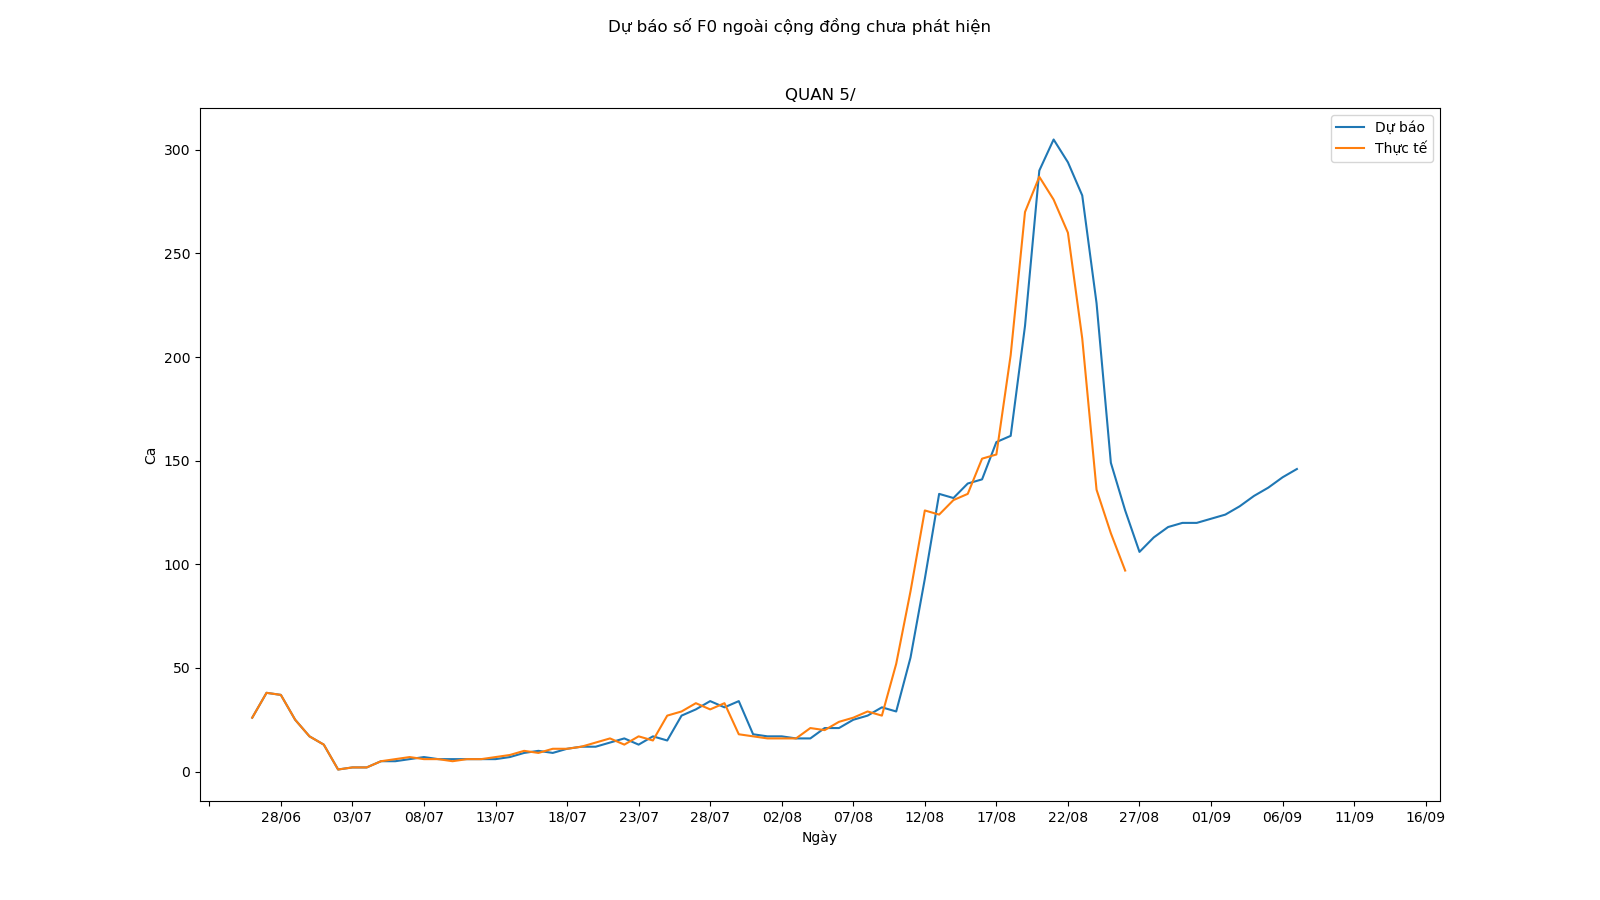 Dự báo số F0 ngoài cộng đồng chưa phát hiện
QUAN 5/
Dự báo
Thực tế
300
250
200
150
100
50
0
Ca
28/06 03/07 08/07 13/07 18/07 23/07 28/07 02/08 07/08 12/08 17/08 22/08 27/08 01/09 06/09 11/09 16/09
Ngày